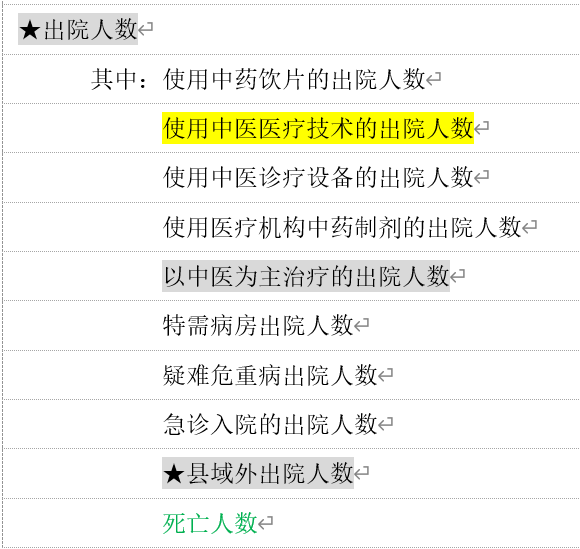 ★出院人数
其中：使用中药饮片的出院人数
使用中医医疗技术的出院人数
使用中医诊疗设备的出院人数
使用医疗机构中药制剂的出院人数
以中医为主治疗的出院人数
特需病房出院人数
疑难危重病出院人数
急诊入院的出院人数
★县域外出院人数
死亡人数